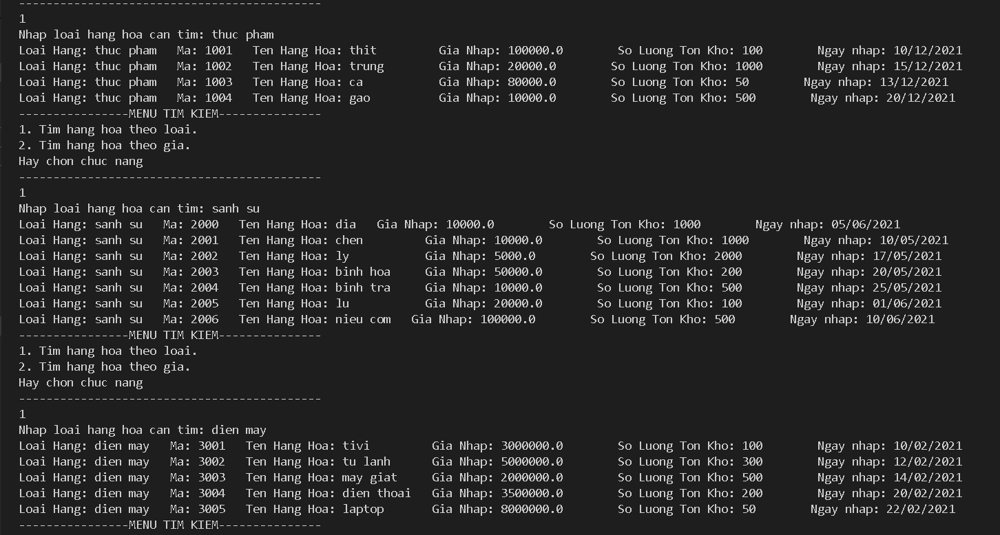 --------------------------------------------
1
Nhap loai hang hoa can tim: thuc pham
Loai Hang: thuc pham   Ma: 1001   Ten Hang Hoa: thit         Gia Nhap: 100000.0        So Luong Ton Kho: 100        Ngay nhap: 10/12/2021
Loai Hang: thuc pham   Ma: 1002   Ten Hang Hoa: trung        Gia Nhap: 20000.0        So Luong Ton Kho: 1000        Ngay nhap: 15/12/2021
Loai Hang: thuc pham   Ma: 1003   Ten Hang Hoa: ca           Gia Nhap: 80000.0        So Luong Ton Kho: 50        Ngay nhap: 13/12/2021
Loai Hang: thuc pham   Ma: 1004   Ten Hang Hoa: gao          Gia Nhap: 10000.0        So Luong Ton Kho: 500        Ngay nhap: 20/12/2021
----------------MENU TIM KIEM---------------
1. Tim hang hoa theo loai.
2. Tim hang hoa theo gia.
Hay chon chuc nang
--------------------------------------------
1
Nhap loai hang hoa can tim: sanh su
Loai Hang: sanh su   Ma: 2000   Ten Hang Hoa: dia   Gia Nhap: 10000.0        So Luong Ton Kho: 1000        Ngay nhap: 05/06/2021
Loai Hang: sanh su   Ma: 2001   Ten Hang Hoa: chen         Gia Nhap: 10000.0        So Luong Ton Kho: 1000        Ngay nhap: 10/05/2021
Loai Hang: sanh su   Ma: 2002   Ten Hang Hoa: ly           Gia Nhap: 5000.0        So Luong Ton Kho: 2000        Ngay nhap: 17/05/2021
Loai Hang: sanh su   Ma: 2003   Ten Hang Hoa: binh hoa     Gia Nhap: 50000.0        So Luong Ton Kho: 200        Ngay nhap: 20/05/2021
Loai Hang: sanh su   Ma: 2004   Ten Hang Hoa: binh tra     Gia Nhap: 10000.0        So Luong Ton Kho: 500        Ngay nhap: 25/05/2021
Loai Hang: sanh su   Ma: 2005   Ten Hang Hoa: lu           Gia Nhap: 20000.0        So Luong Ton Kho: 100        Ngay nhap: 01/06/2021
Loai Hang: sanh su   Ma: 2006   Ten Hang Hoa: nieu com   Gia Nhap: 100000.0        So Luong Ton Kho: 500        Ngay nhap: 10/06/2021
----------------MENU TIM KIEM---------------
1. Tim hang hoa theo loai.
2. Tim hang hoa theo gia.
Hay chon chuc nang
--------------------------------------------
1
Nhap loai hang hoa can tim: dien may
Loai Hang: dien may   Ma: 3001   Ten Hang Hoa: tivi         Gia Nhap: 3000000.0        So Luong Ton Kho: 100        Ngay nhap: 10/02/2021
Loai Hang: dien may   Ma: 3002   Ten Hang Hoa: tu lanh      Gia Nhap: 5000000.0        So Luong Ton Kho: 300        Ngay nhap: 12/02/2021
Loai Hang: dien may   Ma: 3003   Ten Hang Hoa: may giat     Gia Nhap: 2000000.0        So Luong Ton Kho: 500        Ngay nhap: 14/02/2021
Loai Hang: dien may   Ma: 3004   Ten Hang Hoa: dien thoai   Gia Nhap: 3500000.0        So Luong Ton Kho: 200        Ngay nhap: 20/02/2021
Loai Hang: dien may   Ma: 3005   Ten Hang Hoa: laptop       Gia Nhap: 8000000.0        So Luong Ton Kho: 50        Ngay nhap: 22/02/2021
----------------MENU TIM KIEM---------------